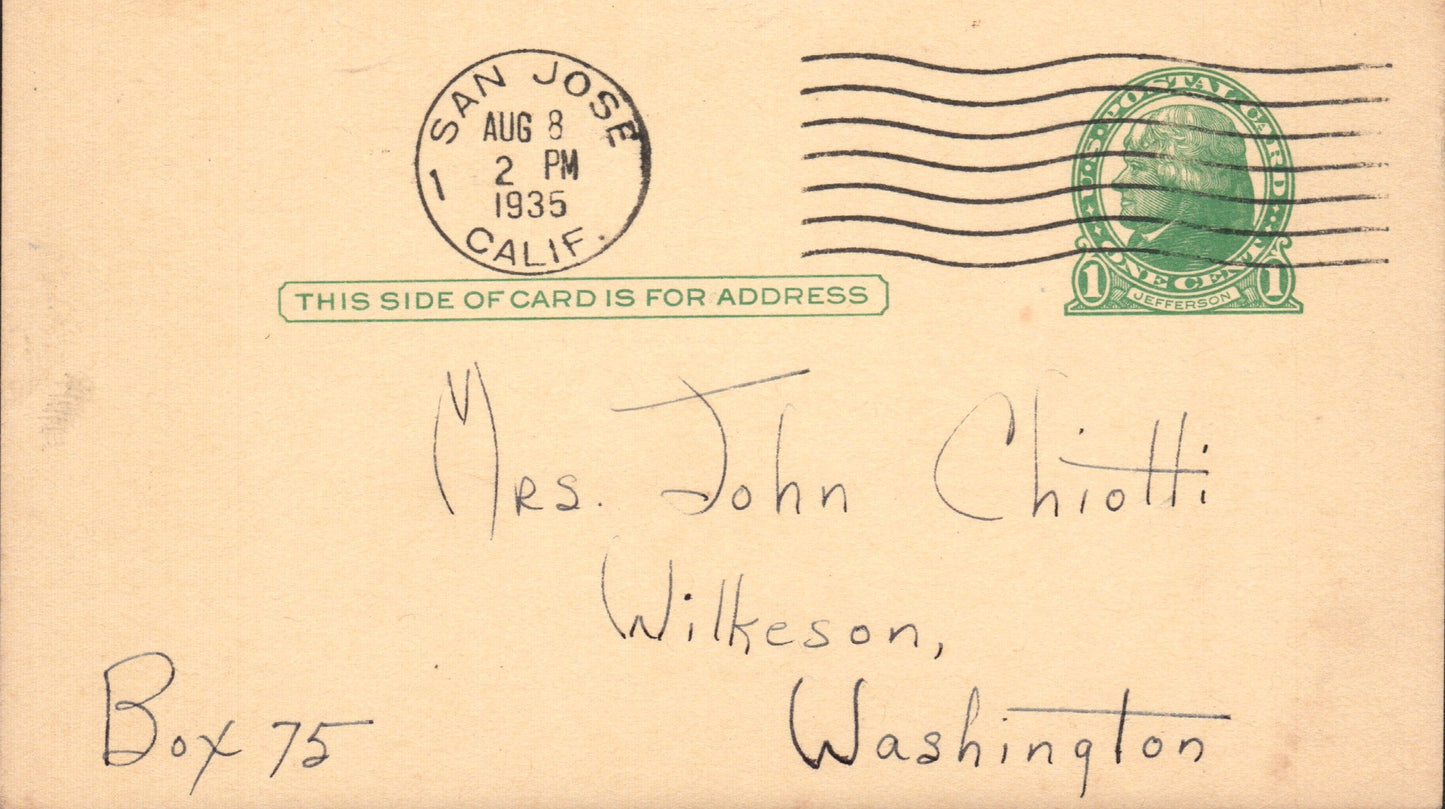 SAN JOSE
AUG 8
2 PM
1935
1
CALIF.
U.S. POSTAL CARD
ONE CENT
1 JEFFERSON 1
THIS SIDE OF CARD IS FOR ADDRESS
Mrs. John Chiotti
Wilkeson,
Box 75 Washington